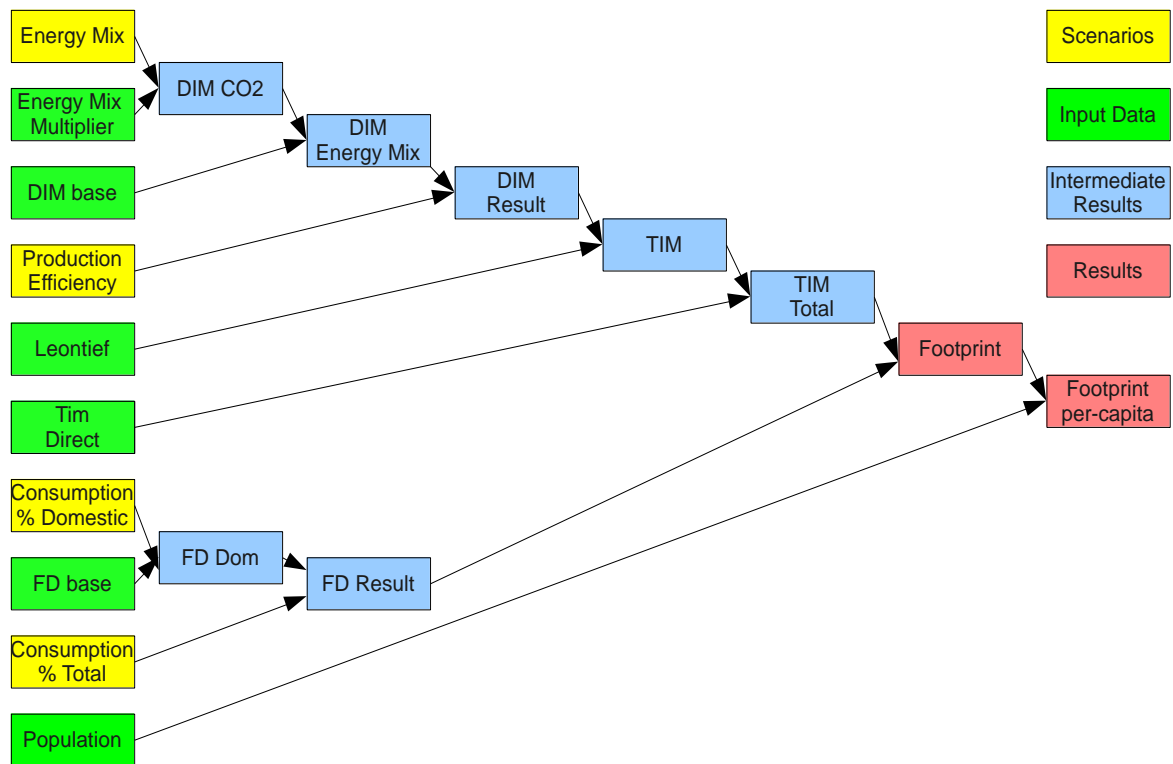 Energy Mix
Scenarios
DIM CO2
Energy Mix
Multiplier
Input Data
DIM
Energy Mix
DIM base
DIM
Result
Intermediate
Results
TIM
Production
Efficiency
Results
TIM
Total
Leontief
Footprint
Tim
Direct
Footprint
per-capita
Consumption
% Domestic
FD Dom
FD base
FD Result
Consumption
% Total
Population